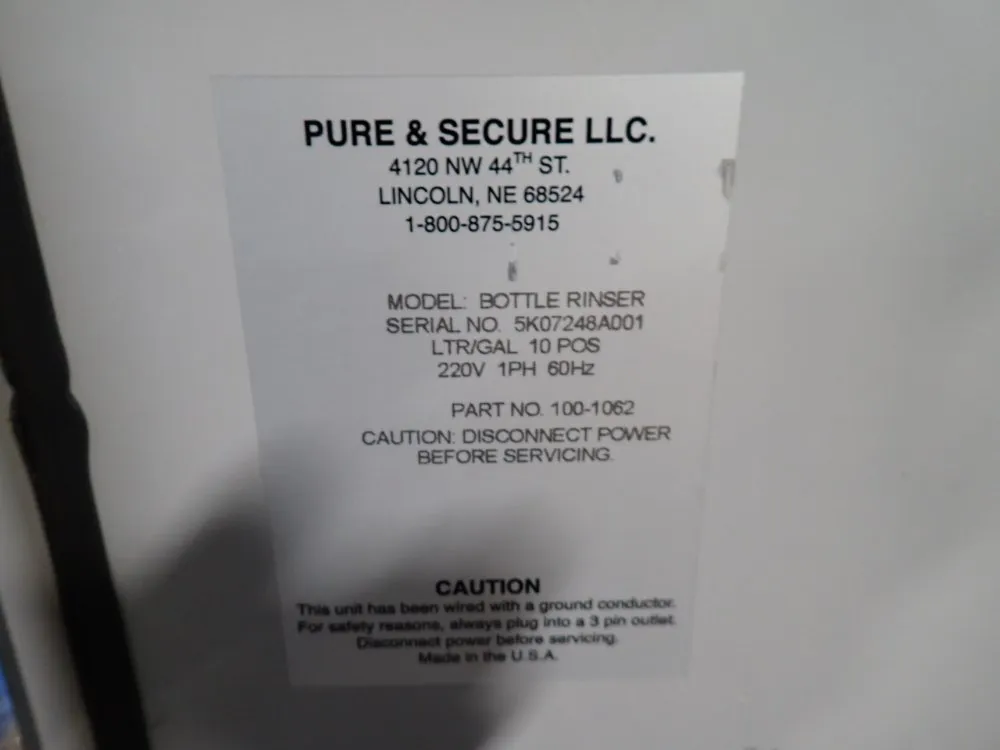 PURE & SECURE LLC.
4120 NW 44TH ST.
LINCOLN, NE 68524
1-800-875-5915
MODEL: BOTTLE RINSER
SERIAL NO. 5K07248A001
LTR/GAL 10 POS
220V 1PH 60Hz
PART NO. 100-1062
CAUTION: DISCONNECT POWER
BEFORE SERVICING.
CAUTION
This unit has been wired with a ground conductor.
For safety reasons, always plug into a 3 pin outlet.
Disconnect power before servicing.
Made in the U.S.A.